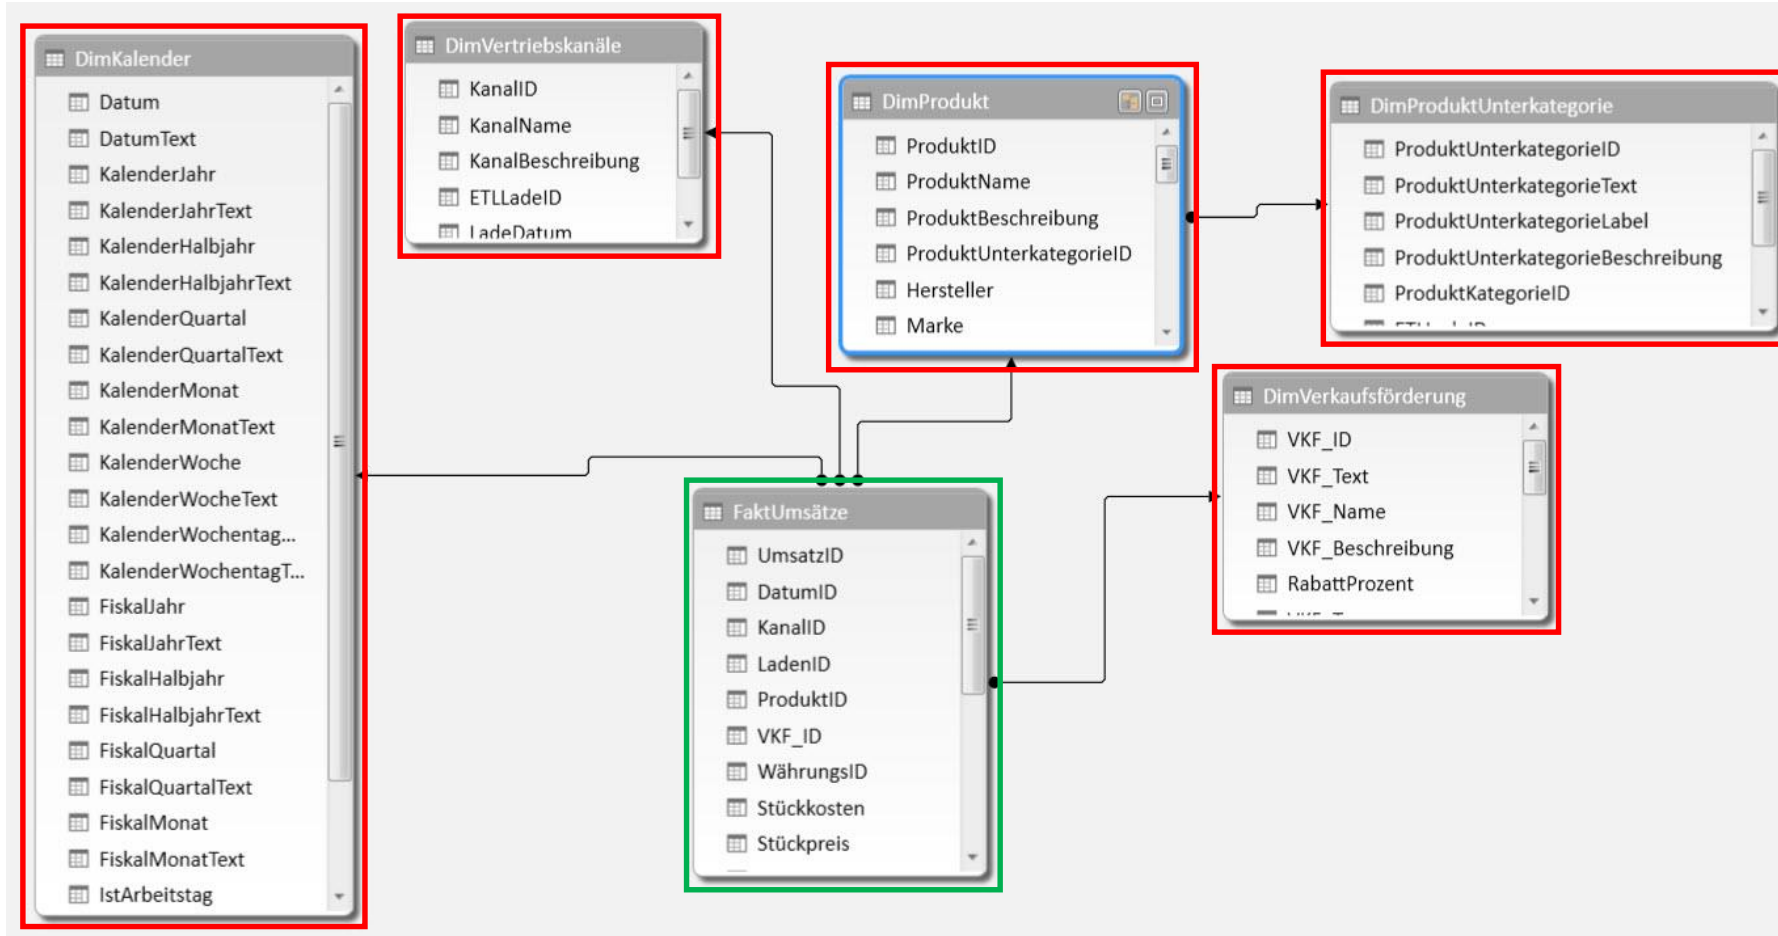 DimKalender
Datum
DatumText
KalenderJahr
KalenderJahrText
KalenderHalbjahr
KalenderHalbjahrText
KalenderQuartal
KalenderQuartalText
KalenderMonat
KalenderMonatText
KalenderWoche
KalenderWocheText
KalenderWochentag...
KalenderWochentagT...
FiskalJahr
FiskalJahrText
FiskalHalbjahr
FiskalHalbjahrText
FiskalQuartal
FiskalQuartalText
FiskalMonat
FiskalMonatText
IstArbeitstag
DimVertriebskanäle
KanalID
KanalName
KanalBeschreibung
ETLLadeID
LadeDatum
DimProdukt
ProduktID
ProduktName
ProduktBeschreibung
ProduktUnterkategorieID
Hersteller
Marke
DimProduktUnterkategorie
ProduktUnterkategorieID
ProduktUnterkategorieText
ProduktUnterkategorieLabel
ProduktUnterkategorieBeschreibung
ProduktKategorieID
DimVerkaufsförderung
VKF_ID
VKF_Text
VKF_Name
VKF_Beschreibung
RabattProzent
FaktUmsätze
UmsatzID
DatumID
KanalID
LadenID
ProduktID
VKF_ID
WährungsID
Stückkosten
Stückpreis